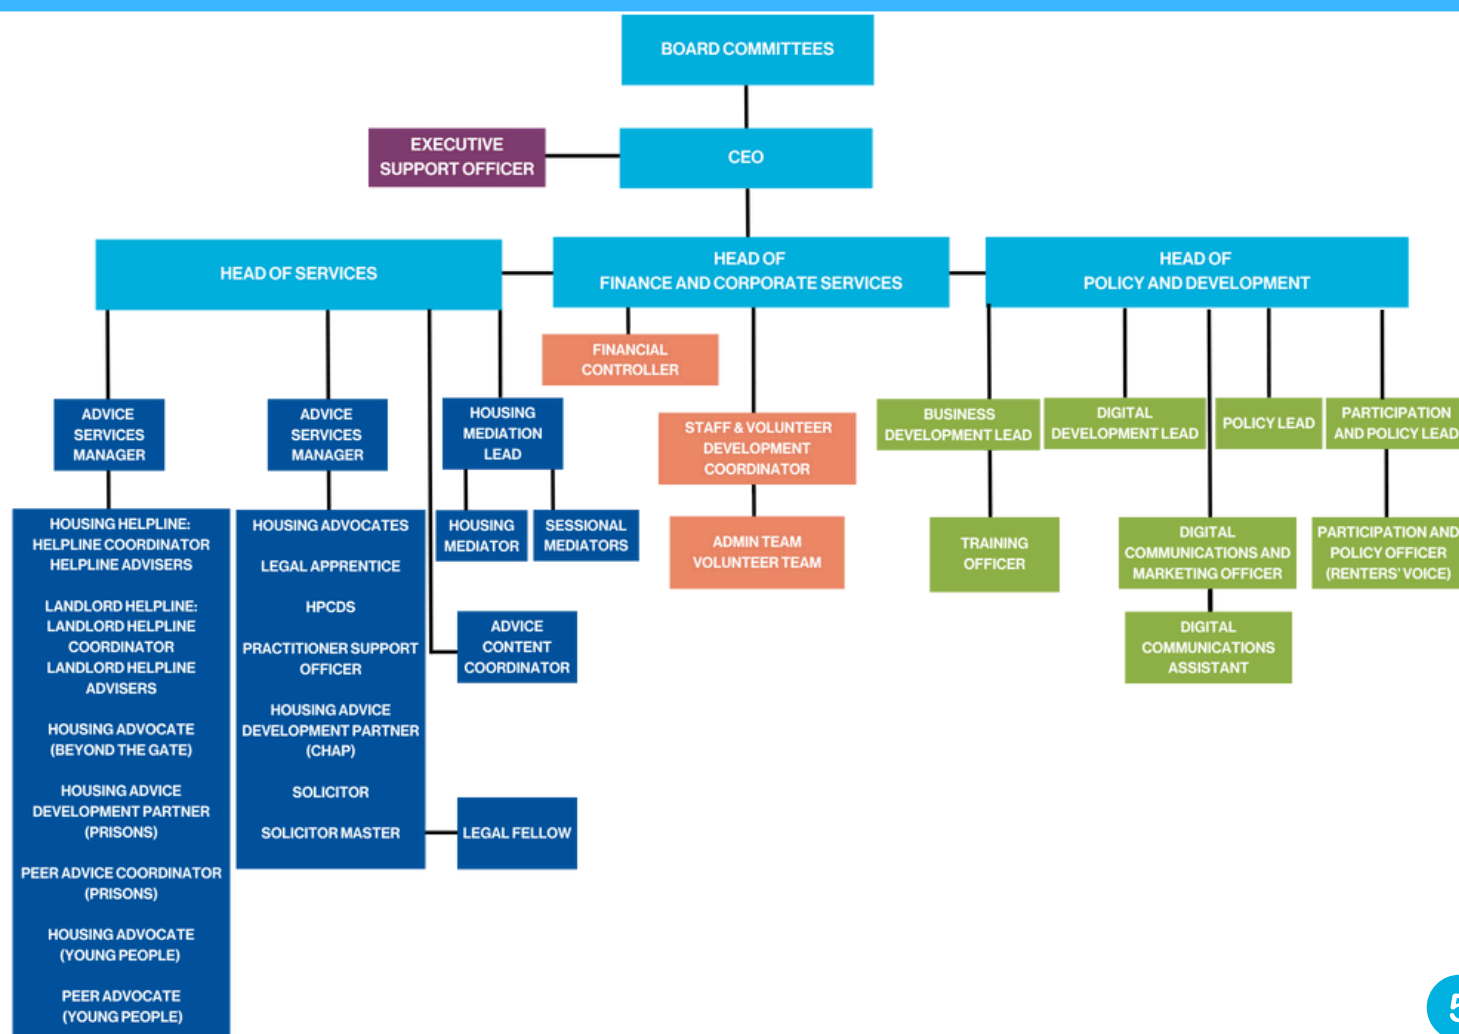 BOARD COMMITTEES
EXECUTIVE
SUPPORT OFFICER
CEO
HEAD OF SERVICES
HEAD OF
FINANCE AND CORPORATE SERVICES
HEAD OF
POLICY AND DEVELOPMENT
FINANCIAL
CONTROLLER
ADVICE
SERVICES
MANAGER
ADVICE
SERVICES
MANAGER
HOUSING
MEDIATION
LEAD
STAFF & VOLUNTEER
DEVELOPMENT
COORDINATOR
BUSINESS
DEVELOPMENT LEAD
DIGITAL
DEVELOPMENT LEAD
POLICY LEAD
PARTICIPATION
AND POLICY LEAD
HOUSING HELPLINE:
HELPLINE COORDINATOR
HELPLINE ADVISERS
LANDLORD HELPLINE:
LANDLORD HELPLINE
COORDINATOR
LANDLORD HELPLINE
ADVISERS
HOUSING ADVOCATE
(BEYOND THE GATE)
HOUSING ADVICE
DEVELOPMENT PARTNER
(PRISONS)
PEER ADVICE COORDINATOR
(PRISONS)
HOUSING ADVOCATE
(YOUNG PEOPLE)
PEER ADVOCATE
(YOUNG PEOPLE)
HOUSING ADVOCATES
LEGAL APPRENTICE
HPCDS
PRACTITIONER SUPPORT
OFFICER
HOUSING ADVICE
DEVELOPMENT PARTNER
(CHAP)
SOLICITOR
SOLICITOR MASTER
HOUSING
MEDIATOR
SESSIONAL
MEDIATORS
ADVICE
CONTENT
COORDINATOR
LEGAL FELLOW
ADMIN TEAM
VOLUNTEER TEAM
TRAINING
OFFICER
DIGITAL
COMMUNICATIONS AND
MARKETING OFFICER
PARTICIPATION AND
POLICY OFFICER
(RENTERS' VOICE)
DIGITAL
COMMUNICATIONS
ASSISTANT
5